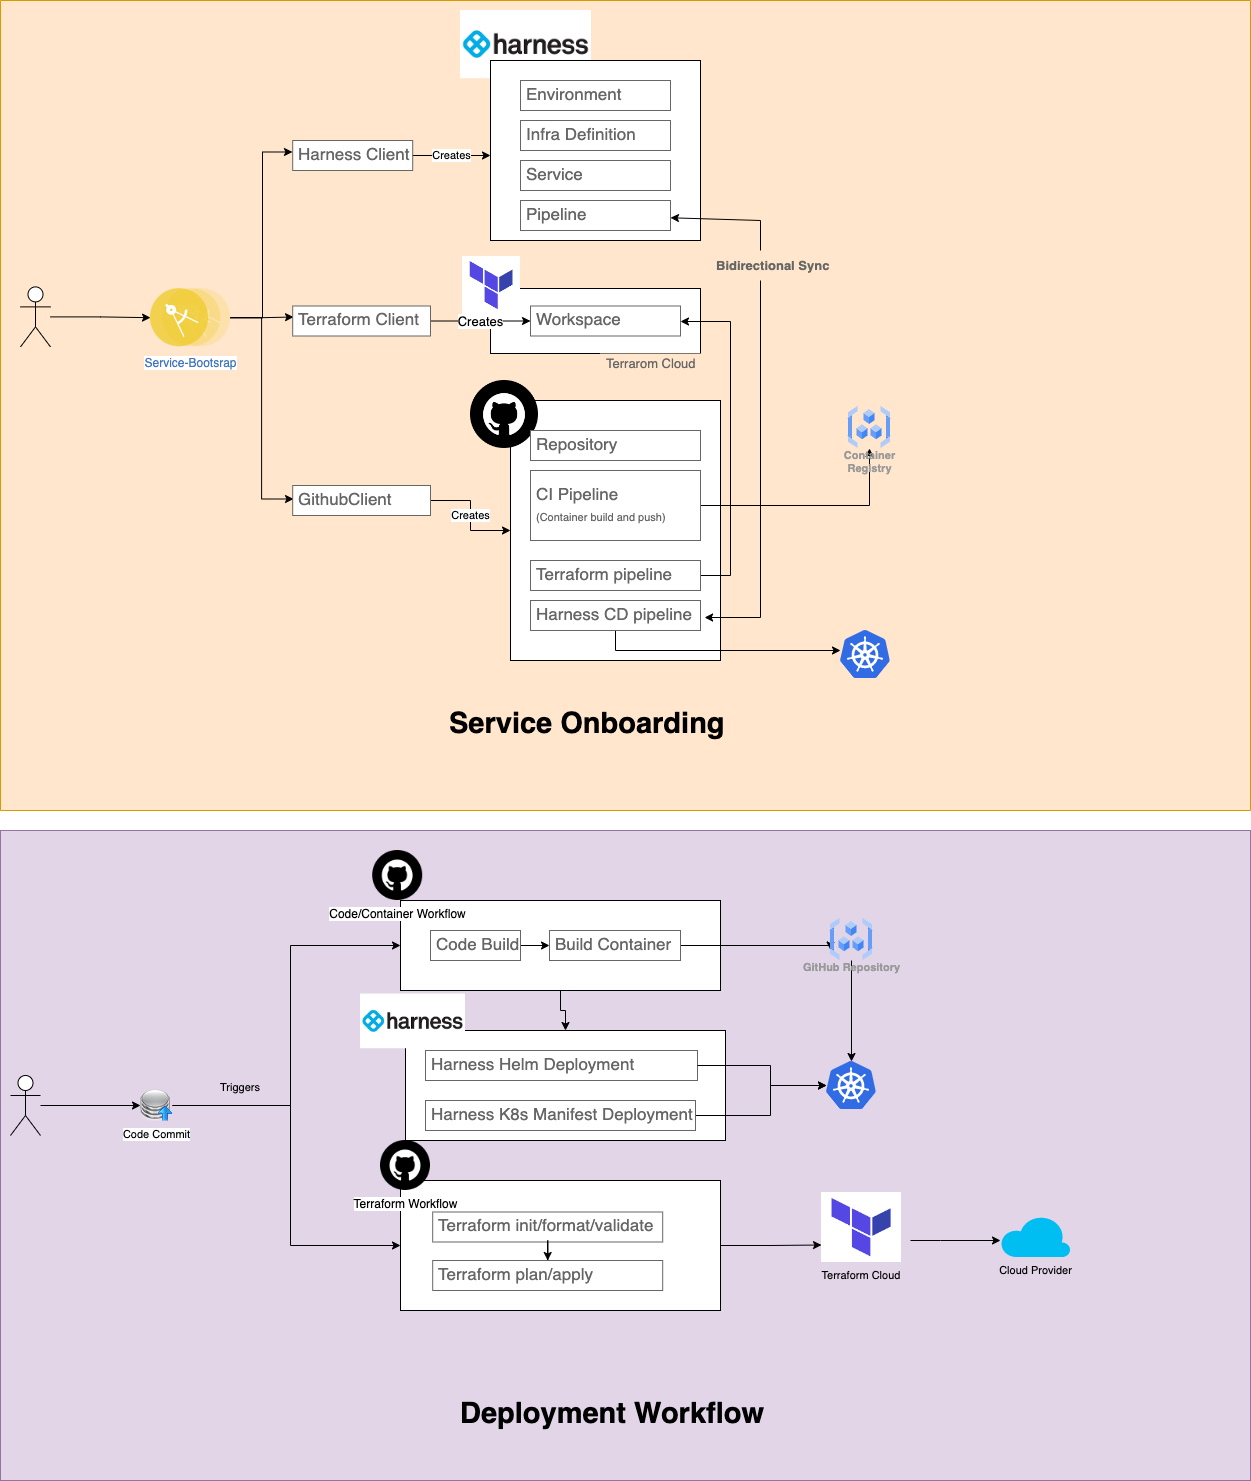 harness
Environment
Infra Definition
Service
Pipeline
Harness Client
Creates
Bidirectional Sync
Terraform Client
Creates
Workspace
Terrarom Cloud
Service-Bootsrap
Repository
CI Pipeline
(Container build and push)
Container
Registry
GithubClient
Creates
Terraform pipeline
Harness CD pipeline
Service Onboarding
Code/Container Workflow
Code Build
Build Container
GitHub Repository
harness
Harness Helm Deployment
Triggers
Harness K8s Manifest Deployment
Code Commit
Terraform Workflow
Terraform init/format/validate
Terraform plan/apply
Terraform Cloud
Cloud Provider
Deployment Workflow